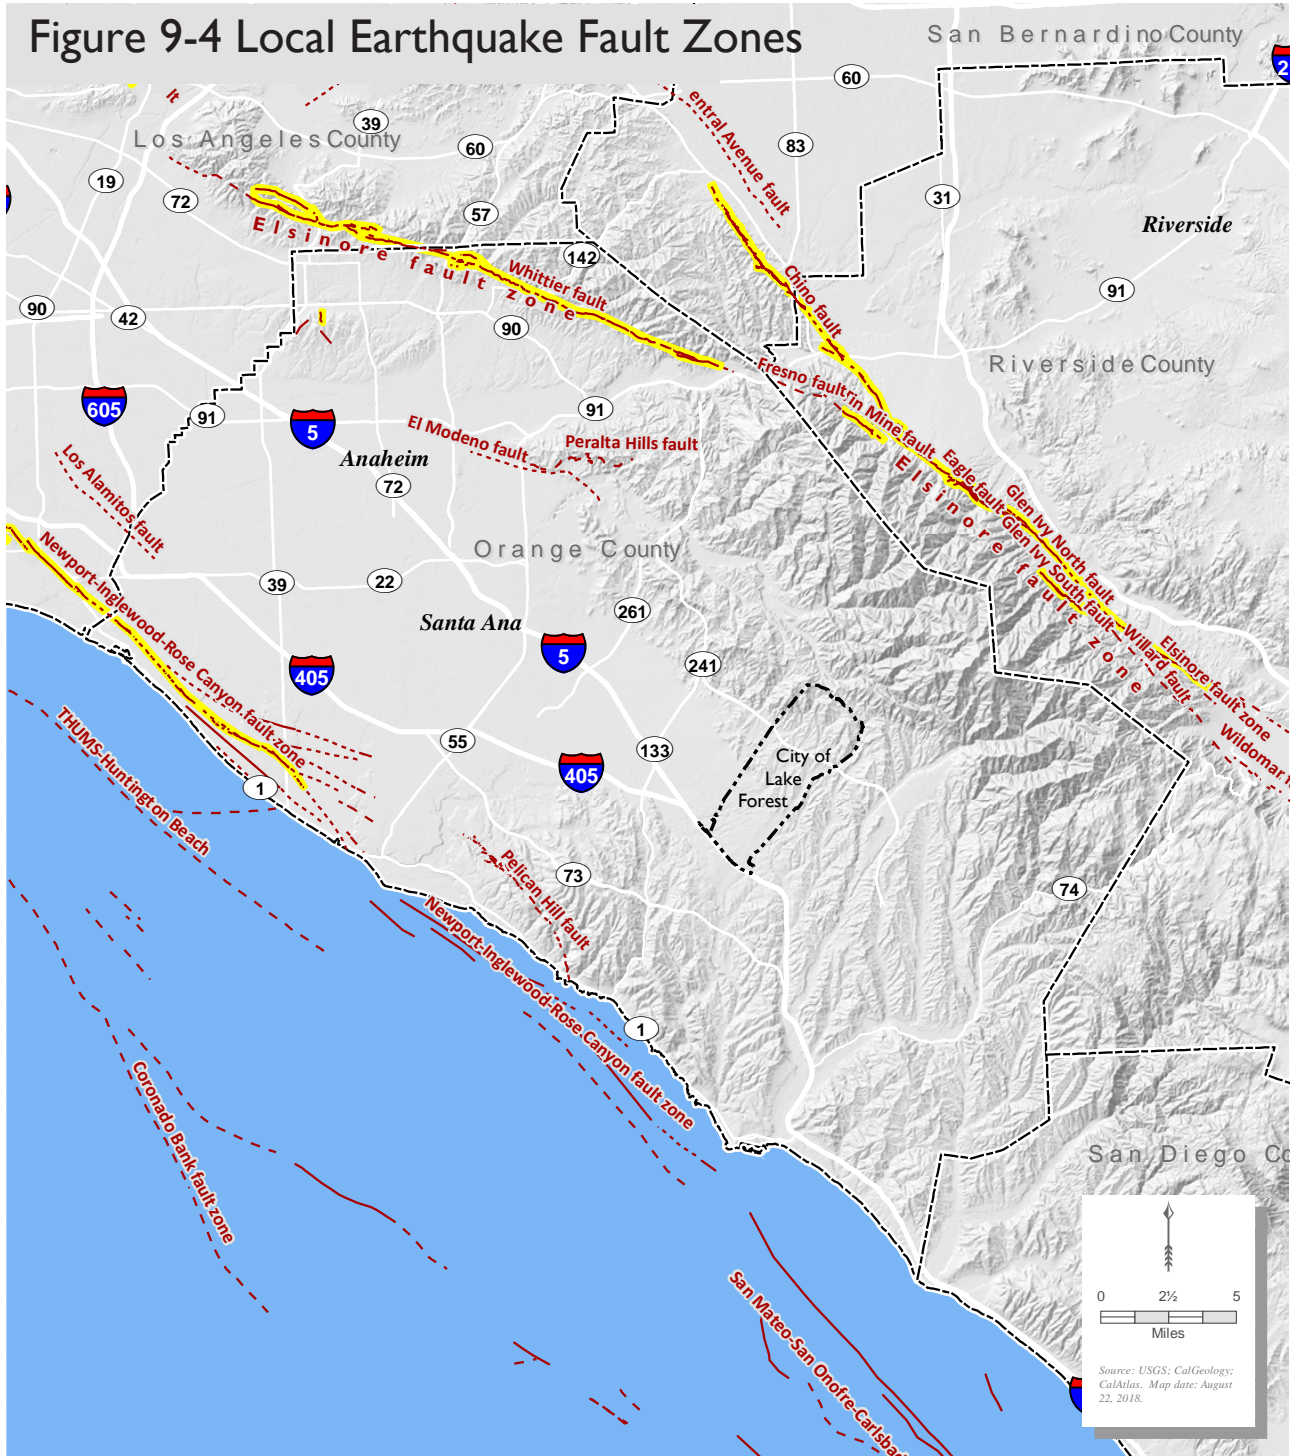 Figure 9-4 Local Earthquake Fault Zones
San Bernardino County
60
39
lt
Los Angeles County
60
entral Avenue fault
83
19
72
57
31
Riverside
Elsinore fault zone
142
Whittier fault
Chino fault
91
90
42
90
Riverside County
Fresno fault
605
91
5
91
in Mine fault
El Modeno fault
Peralta Hills fault
Anaheim
72
Los Alamitos fault
Eagle fault
Elsinore fault zone
Glen Ivy North fault
Glen Ivy South fault
Newport-Inglewood-Rose Canyon fault zone
Orange County
39
22
261
Santa Ana
5
405
241
Willard fault
Elsinore fault zone
Wildomar
THUMS-Huntington Beach
55
133
405
City of
Lake
Forest
1
Pelican Hill fault
73
74
Newport-Inglewood-Rose Canyon fault zone
1
Coronado Bank fault zone
San Diego Co
San Mateo-San Onofre-Carlsbad
0 2½ 5
Miles
Source: USGS; CalGeology;
CalAtlas. Map date: August
22, 2018.